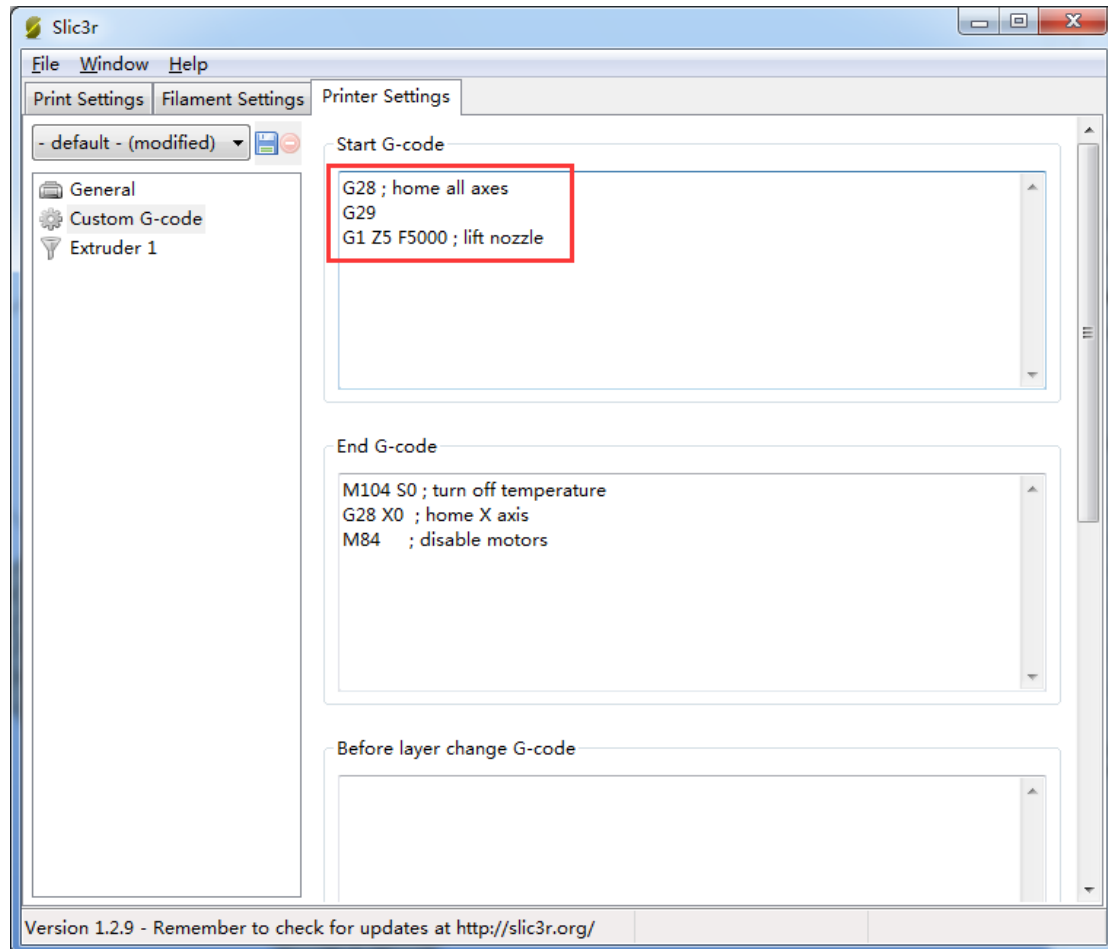 Slic3r
File Window Help
Print Settings Filament Settings Printer Settings
- default - (modified)
General
Custom G-code
Extruder 1
Start G-code
G28 ; home all axes
G29
G1 Z5 F5000 ; lift nozzle
End G-code
M104 S0 ; turn off temperature
G28 X0  ; home X axis
M84     ; disable motors
Before layer change G-code
Version 1.2.9 - Remember to check for updates at http://slic3r.org/